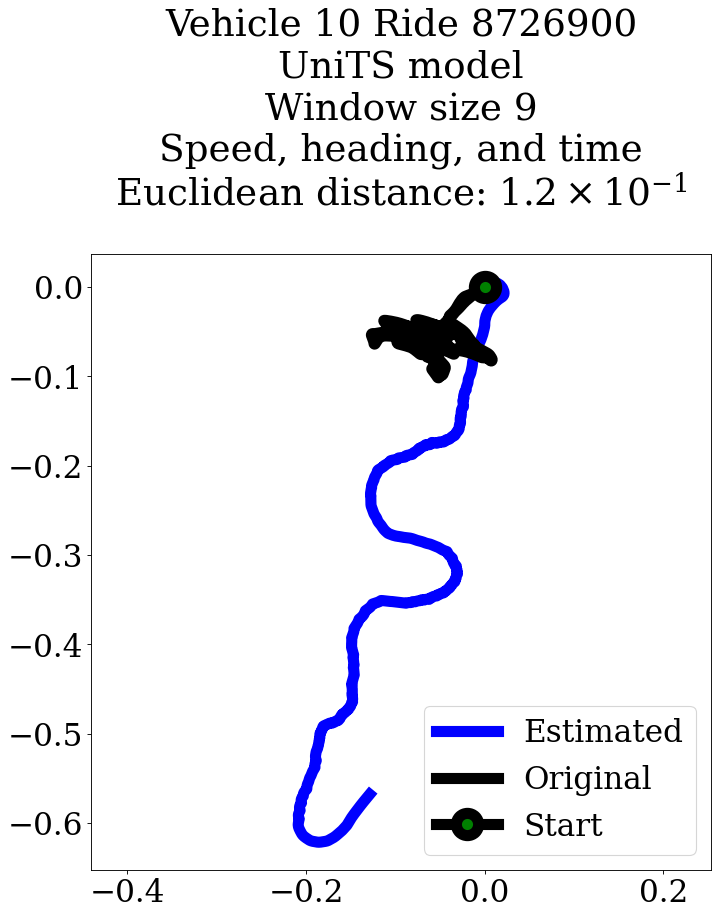 Vehicle 10 Ride 8726900
UniTS model
Window size 9
Speed, heading, and time
Euclidean distance: 1.2 × 10⁻¹
0.0
−0.1
−0.2
−0.3
−0.4
−0.5
−0.6
−0.4
−0.2
0.0
0.2
Estimated
Original
Start